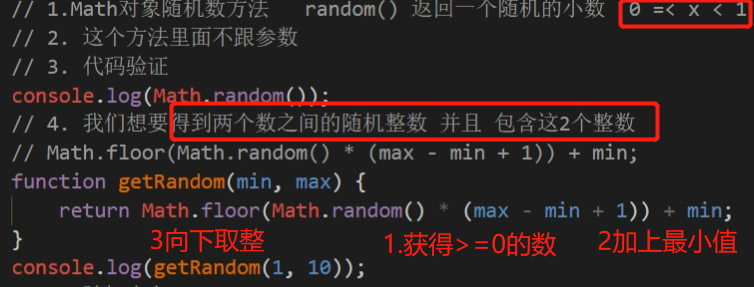 // 1.Math对象随机数方法   random() 返回一个随机的小数  0 =< x < 1
// 2. 这个方法里面不跟参数
// 3. 代码验证
console.log(Math.random());
// 4. 我们想要得到两个数之间的随机整数 并且 包含这2个整数
// Math.floor(Math.random() * (max - min + 1)) + min;
function getRandom(min, max) {
    return Math.floor(Math.random() * (max - min + 1)) + min;
} 3向下取整 1.获得>=0的数 2加上最小值
console.log(getRandom(1, 10));